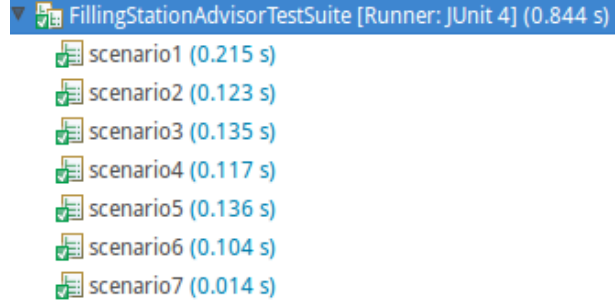 FillingStationAdvisorTestSuite [Runner: JUnit 4] (0.844 s)
scenario1 (0.215 s)
scenario2 (0.123 s)
scenario3 (0.135 s)
scenario4 (0.117 s)
scenario5 (0.136 s)
scenario6 (0.104 s)
scenario7 (0.014 s)